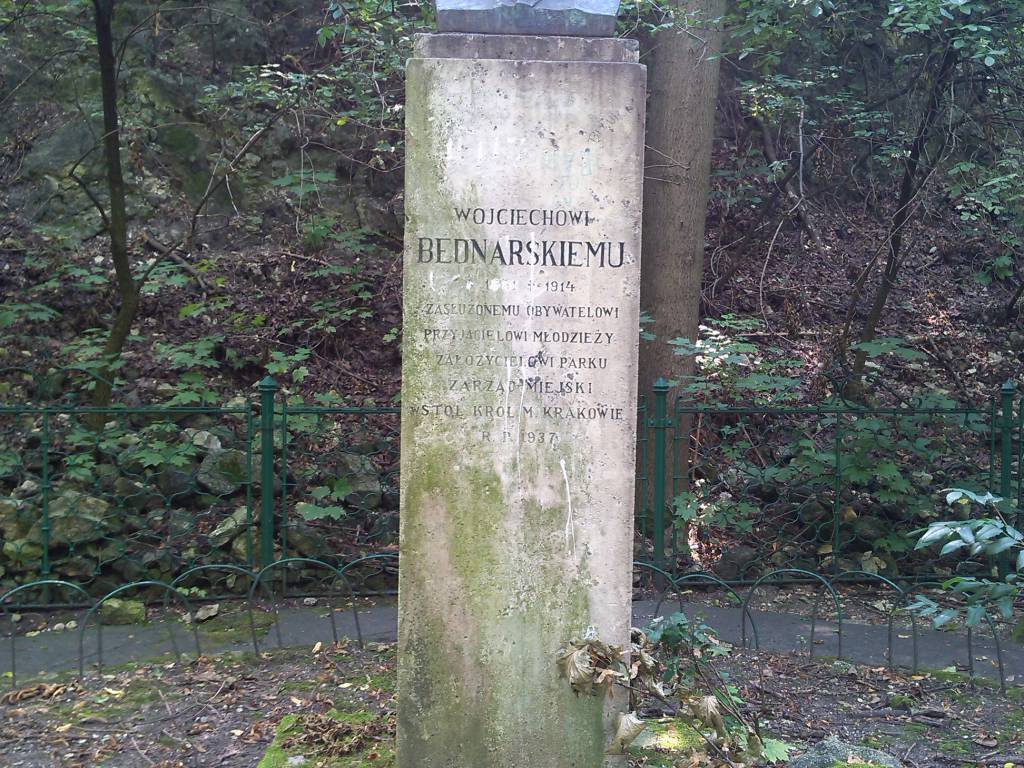 WOJCIECHOWI
BEDNARSKIEMU
1914
ZASŁUŻONEMU OBYWATELOWI
PRZYJACIELOWI MŁODZIEŻY
ZAŁOŻYCIELOWI PARKU
ZARZĄD MIEJSKI
W STOŁ. KRÓL. M. KRAKOWIE
R. P. 1937